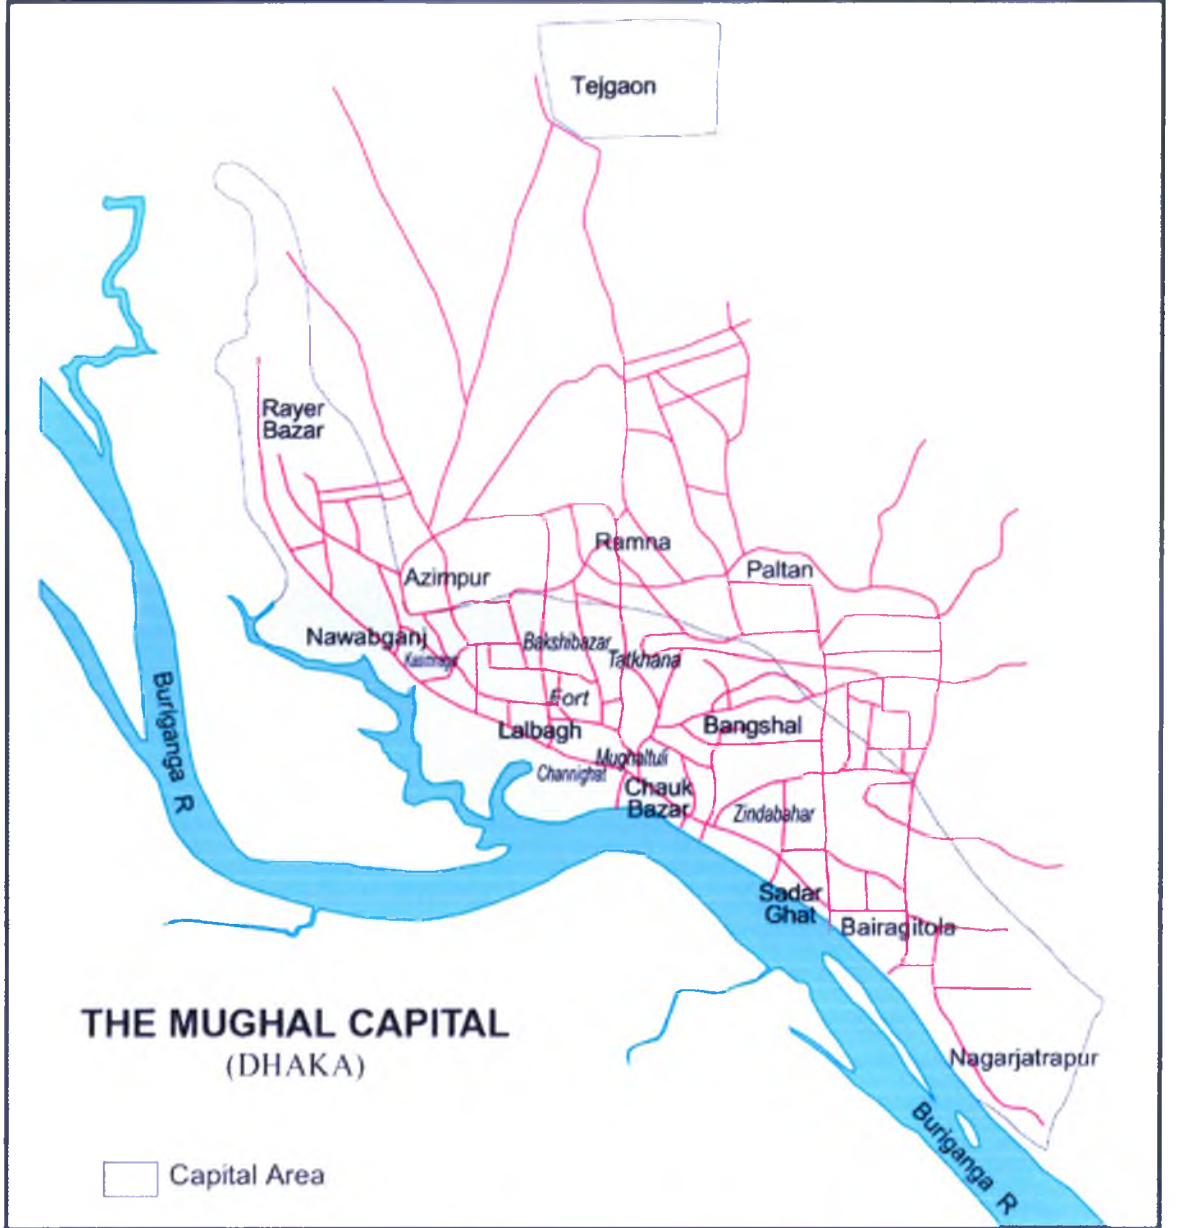 Tejgaon
Rayer
Bazar
Ramna
Paltan
Azimpur
Nawabganj
Bakshibazar
Tatkhana
Fort
Lalbagh
Bangshal
Mughaltuli
Channighat
Chauk
Bazar
Zindabahar
Buriganga R
Sadar
Ghat
Bairagitola
THE MUGHAL CAPITAL
(DHAKA)
Nagarjatrapur
Buriganga R
Capital Area